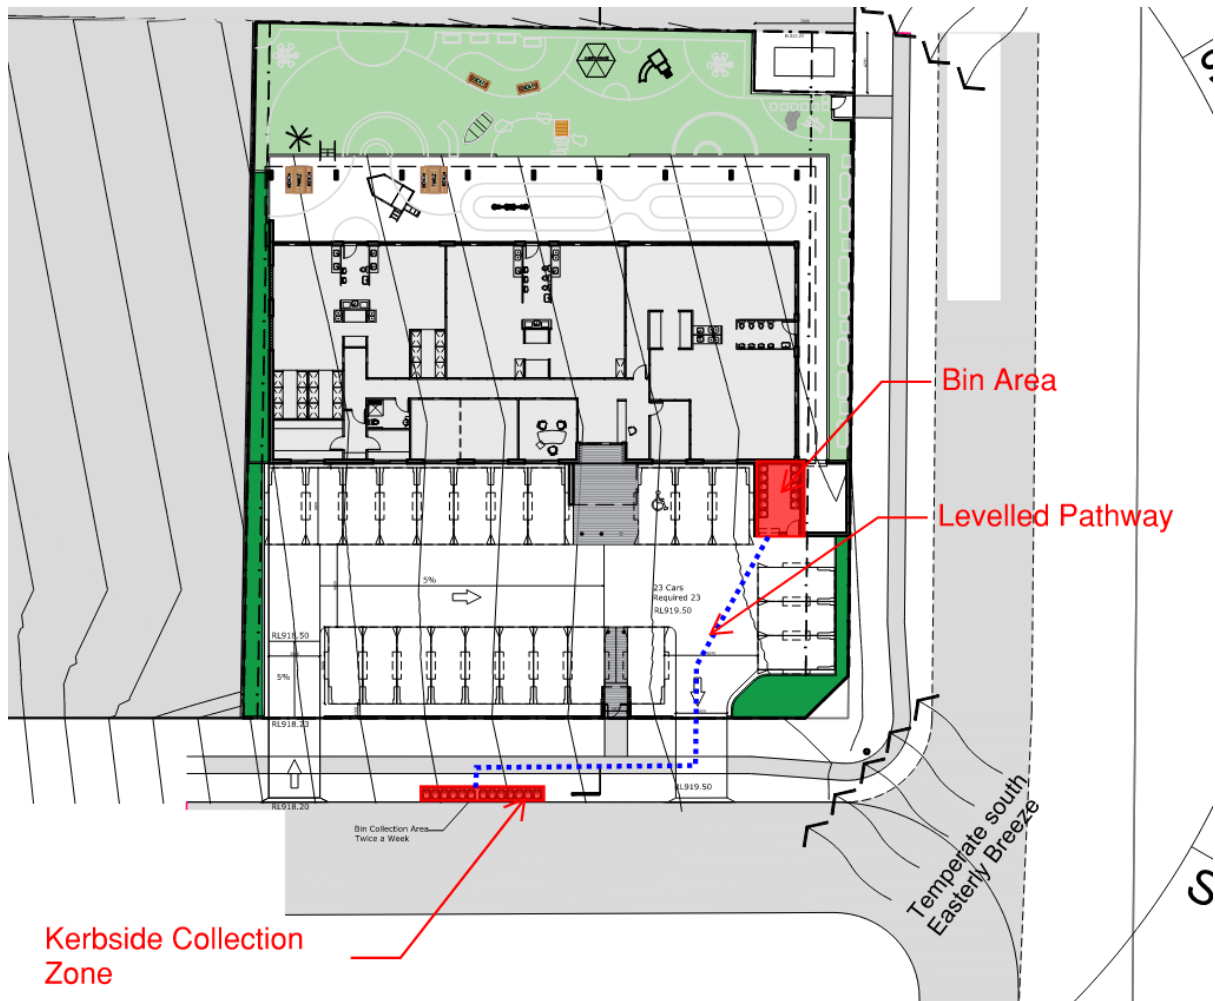 Bin Area
Levelled Pathway
5%
23 Cars
Required 23
RL919.50
RL918.50
5%
RL918.23
RL919.50
RL918.20
Bin Collection Area
Twice a Week
Temperate south
Easterly Breeze
S
Kerbside Collection
Zone